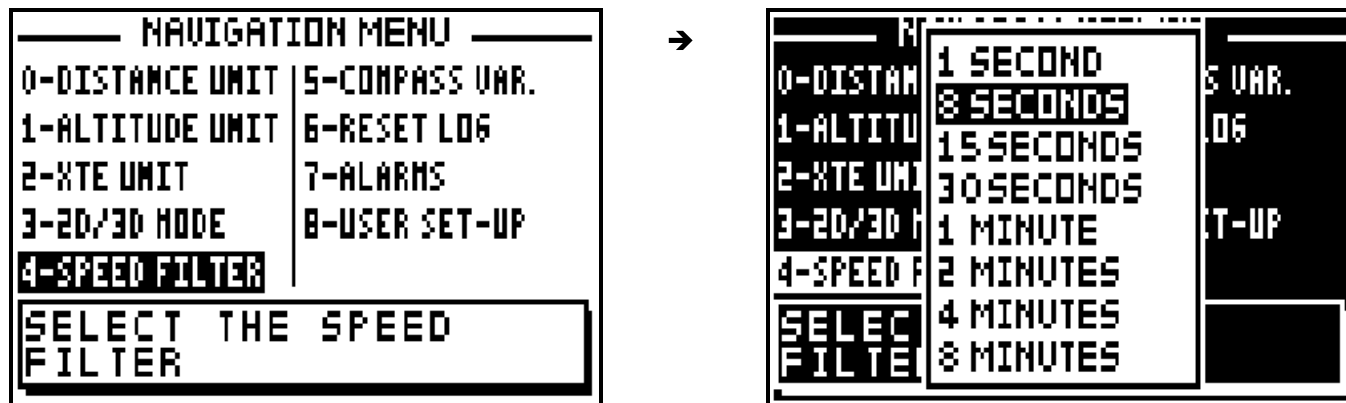 NAVIGATION MENU
0-DISTANCE UNIT
1-ALTITUDE UNIT
2-XTE UNIT
3-2D/3D MODE
4-SPEED FILTER
5-COMPASS VAR.
6-RESET LOG
7-ALARMS
8-USER SET-UP
SELECT THE SPEED
FILTER
➔
1 SECOND
8 SECONDS
15 SECONDS
30 SECONDS
1 MINUTE
2 MINUTES
4 MINUTES
8 MINUTES